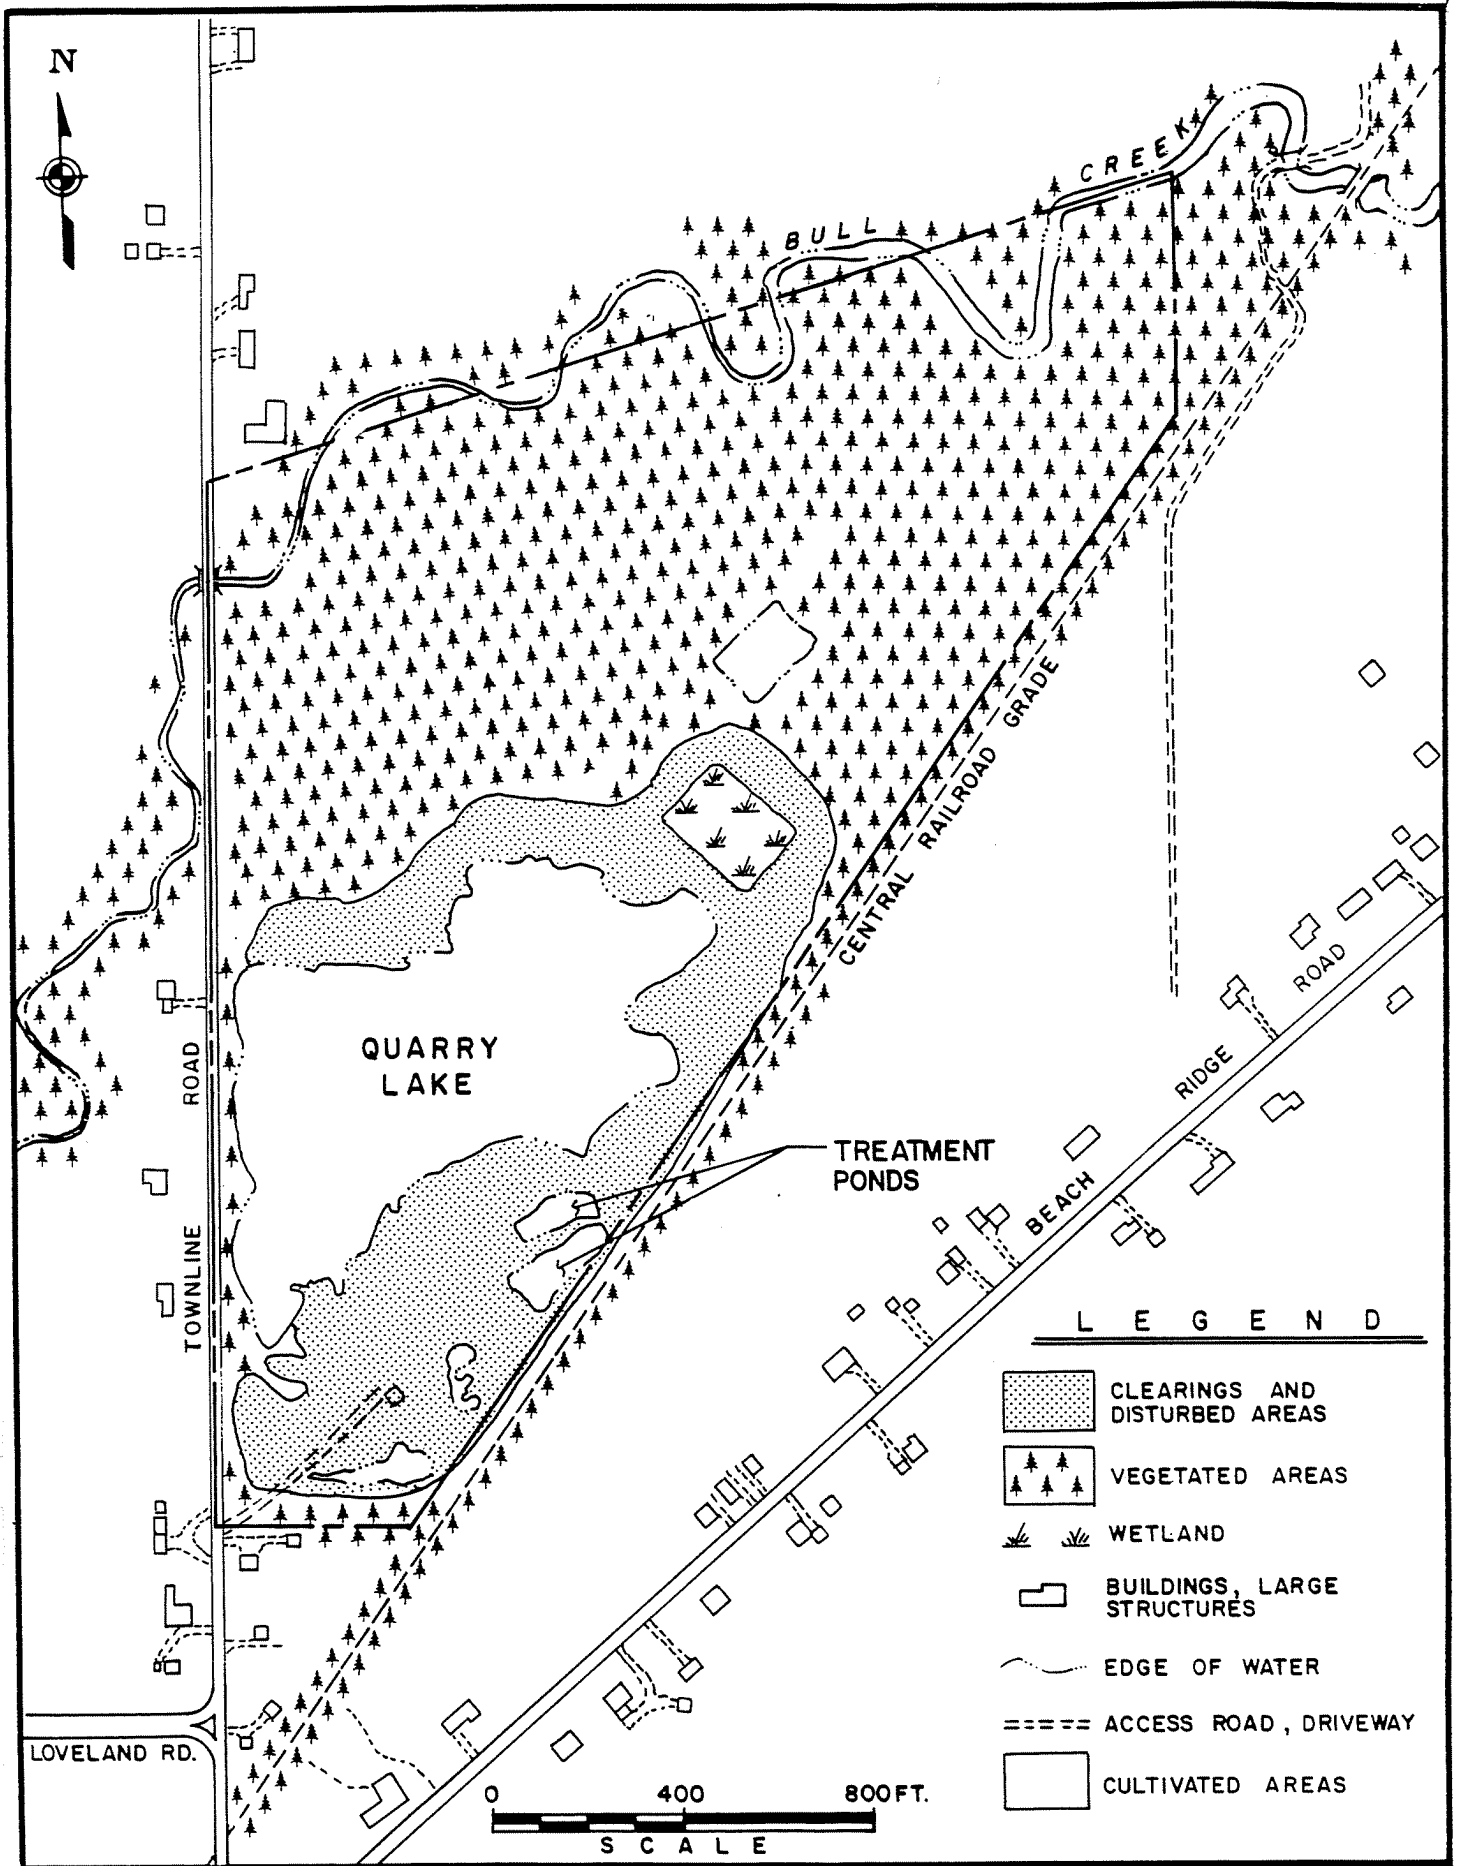 N
BULL CREEK
CENTRAL RAILROAD GRADE
QUARRY
LAKE
TOWNLINE ROAD
TREATMENT
PONDS
BEACH RIDGE ROAD
LOVELAND RD.
LEGEND
CLEARINGS AND
DISTURBED AREAS
VEGETATED AREAS
WETLAND
BUILDINGS, LARGE
STRUCTURES
EDGE OF WATER
ACCESS ROAD, DRIVEWAY
CULTIVATED AREAS
0 400 800 FT.
SCALE